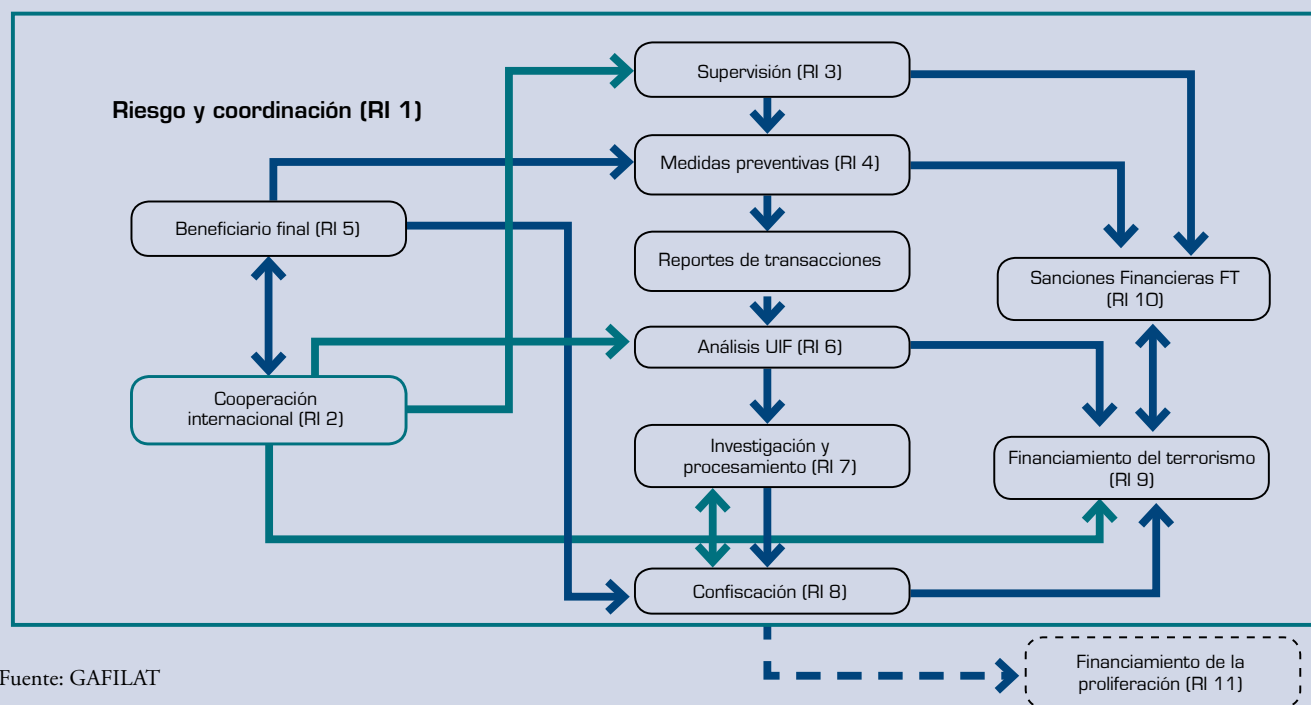 Riesgo y coordinación (RI 1)
Supervisión (RI 3)
Medidas preventivas (RI 4)
Beneficiario final (RI 5)
Reportes de transacciones
Sanciones Financieras FT
(RI 10)
Análisis UIF (RI 6)
Cooperación
internacional (RI 2)
Investigación y
procesamiento (RI 7)
Financiamiento del terrorismo
(RI 9)
Confiscación (RI 8)
Financiamiento de la
proliferación (RI 11)
Fuente: GAFILAT